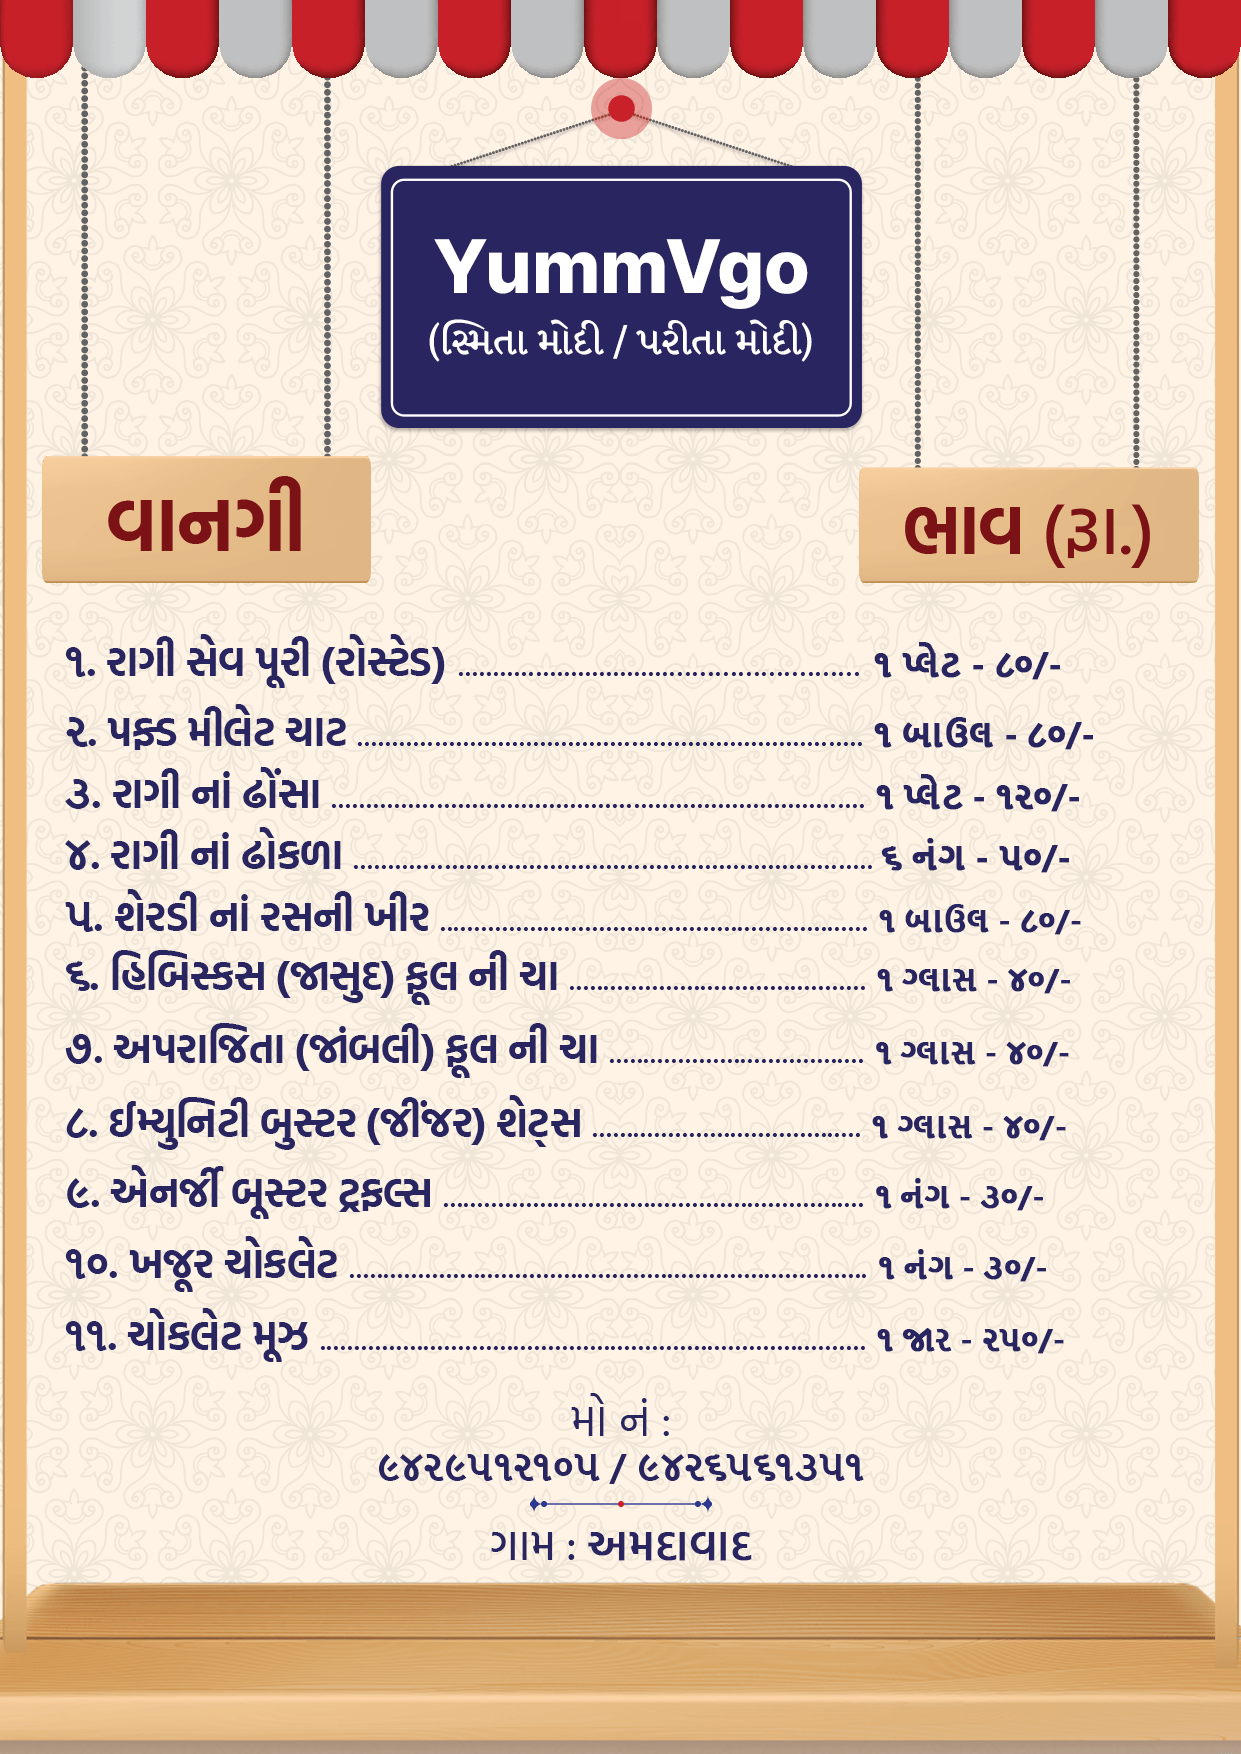 YummVgo
(સ્મિતા મોદી / પરીતા મોદી)
વાનગી
ભાવ (રૂા.)
૧. રાગી સેવ પૂરી (રોસ્ટેડ) ........ ૧ પ્લેટ - ૮૦/-
૨. પફ્ડ મીલેટ ચાટ ........ ૧ બાઉલ - ૮૦/-
૩. રાગી નાં ઢોંસા ........ ૧ પ્લેટ - ૧૨૦/-
૪. રાગી નાં ઢોકળા ........ ૬ નંગ - ૫૦/-
૫. શેરડી નાં રસની ખીર ........ ૧ બાઉલ - ૮૦/-
૬. હિબિસ્કસ (જાસુદ) ફૂલ ની ચા ........ ૧ ગ્લાસ - ૪૦/-
૭. અપરાજિતા (જાંબલી) ફૂલ ની ચા ........ ૧ ગ્લાસ - ૪૦/-
૮. ઈમ્યુનિટી બુસ્ટર (જીંજર) શેટ્સ ........ ૧ ગ્લાસ - ૪૦/-
૯. એનર્જી બૂસ્ટર ટ્રફલ્સ ........ ૧ નંગ - ૩૦/-
૧૦. ખજૂર ચોકલેટ ........ ૧ નંગ - ૩૦/-
૧૧. ચોકલેટ મૂઝ ........ ૧ જાર - ૨૫૦/-
મો નં :
૯૪૨૯૫૧૨૧૦૫ / ૯૪૨૬૫૬૧૩૫૧
ગામ : અમદાવાદ